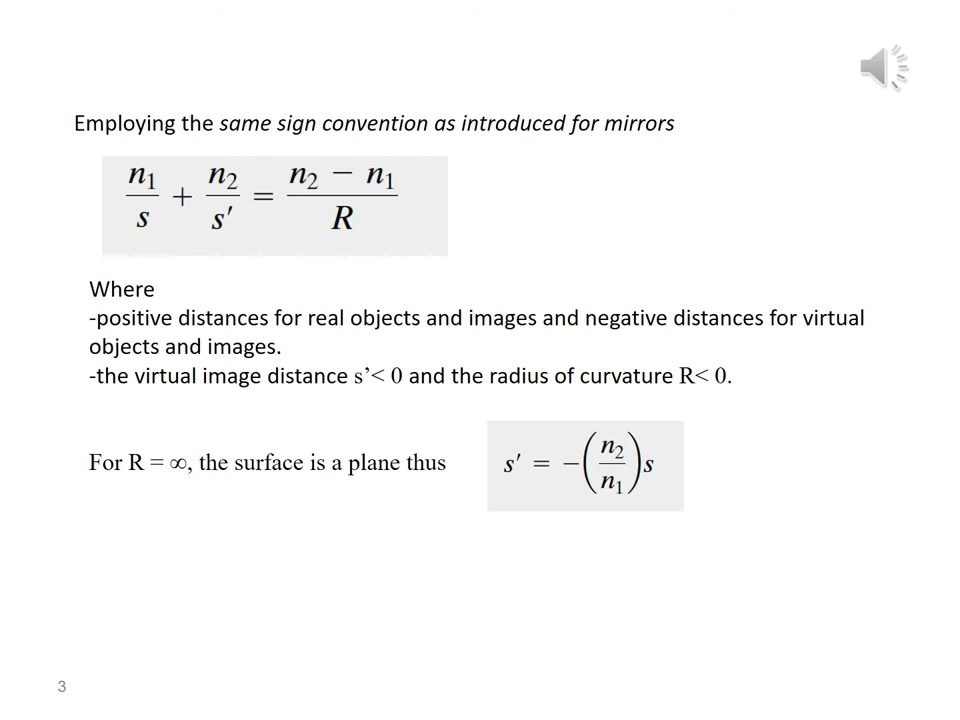 Employing the same sign convention as introduced for mirrors
n₁/s + n₂/s′ = (n₂ − n₁)/R
Where
-positive distances for real objects and images and negative distances for virtual
objects and images.
-the virtual image distance s’< 0 and the radius of curvature R< 0.
For R = ∞, the surface is a plane thus s′ = −(n₂/n₁)s
3